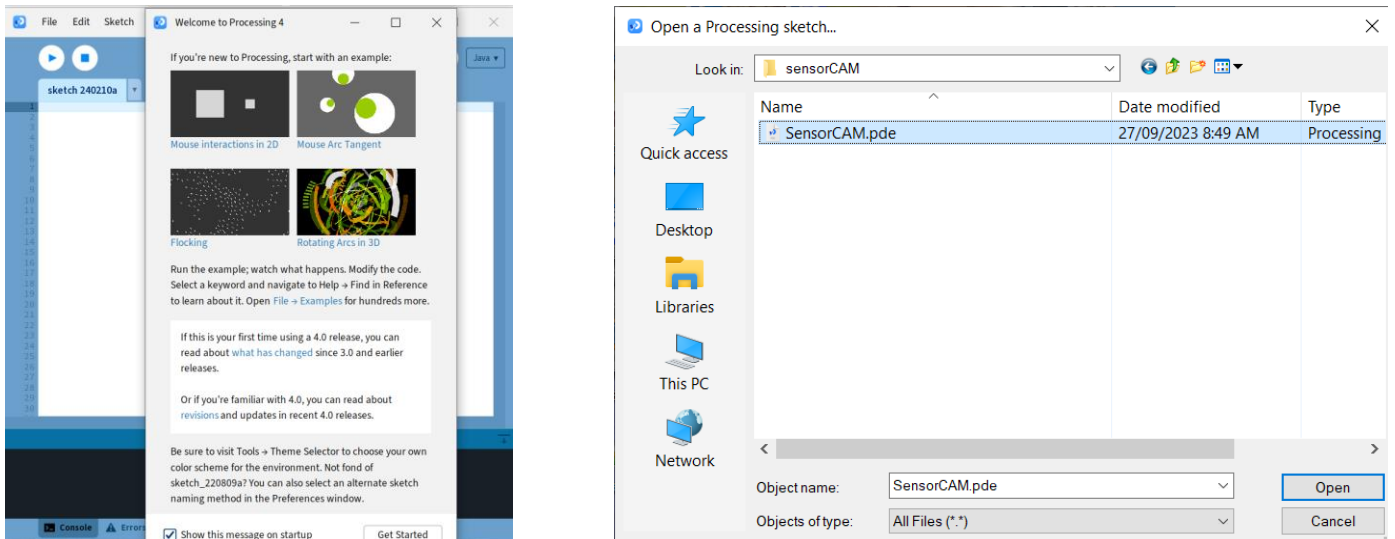 File Edit Sketch
Welcome to Processing 4
Java
sketch 240210a
If you're new to Processing, start with an example:
Mouse interactions in 2D Mouse Arc Tangent
Flocking Rotating Arcs in 3D
Run the example; watch what happens. Modify the code.
Select a keyword and navigate to Help → Find in Reference
to learn about it. Open File → Examples for hundreds more.
If this is your first time using a 4.0 release, you can
read about what has changed since 3.0 and earlier
releases.
Or if you're familiar with 4.0, you can read about
revisions and updates in recent 4.0 releases.
Be sure to visit Tools → Theme Selector to choose your own
color scheme for the environment. Not fond of
sketch_220809a? You can also select an alternate sketch
naming method in the Preferences window.
Console Errors
Show this message on startup Get Started
Open a Processing sketch...
Look in: sensorCAM
Name Date modified Type
SensorCAM.pde 27/09/2023 8:49 AM Processing
Quick access
Desktop
Libraries
This PC
Network
Object name: SensorCAM.pde Open
Objects of type: All Files (*.*) Cancel